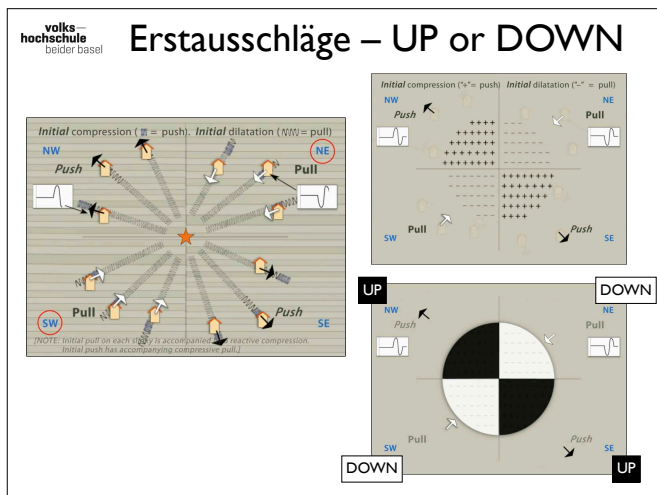 volks—
hochschule
beider basel
Erstausschläge – UP or DOWN
Initial compression ( = push). Initial dilatation ( = pull)
NW
NE
Push
Pull
Pull
Push
SW
SE
[NOTE: Initial pull on each slinky is accompanied by reactive compression.
Initial push has accompanying compressive pull.]
Initial compression ("+"= push) Initial dilatation ("–" = pull)
NW
NE
Push
Pull
++++ – – – –
Pull
Push
SW
SE
UP
DOWN
NW
NE
Push
Pull
Pull
Push
SW
SE
DOWN
UP